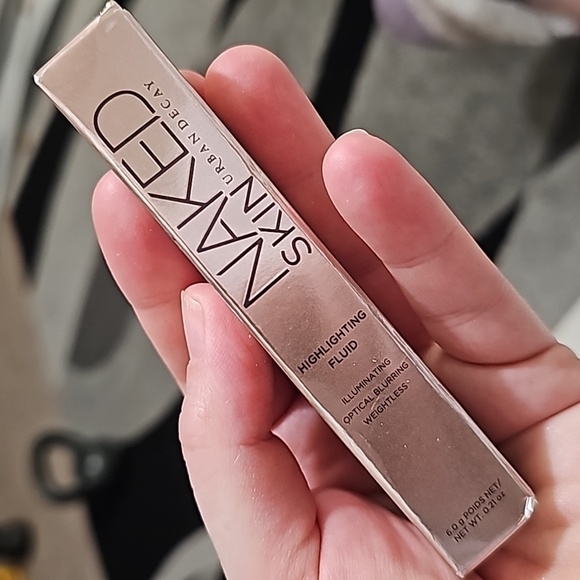 NAKED
SKIN
URBAN DECAY
HIGHLIGHTING
FLUID
ILLUMINATING
OPTICAL BLURRING
WEIGHTLESS
6.0 g POIDS NET/
NET WT. 0.21 oz